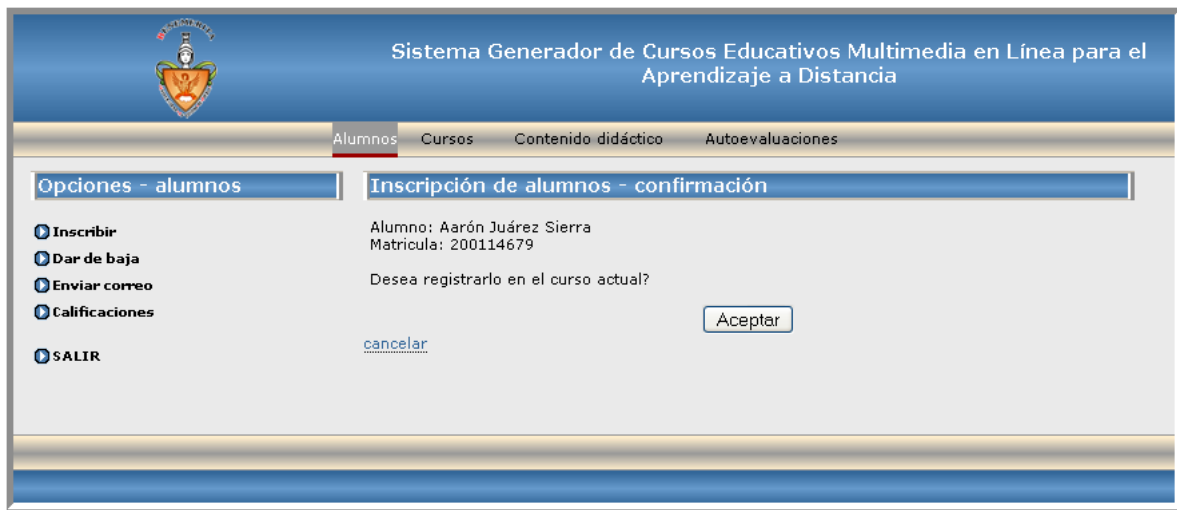 Sistema Generador de Cursos Educativos Multimedia en Línea para el
Aprendizaje a Distancia
Alumnos Cursos Contenido didáctico Autoevaluaciones
Opciones - alumnos
Inscribir
Dar de baja
Enviar correo
Calificaciones
SALIR
Inscripción de alumnos - confirmación
Alumno: Aarón Juárez Sierra
Matricula: 200114679
Desea registrarlo en el curso actual?
Aceptar
cancelar